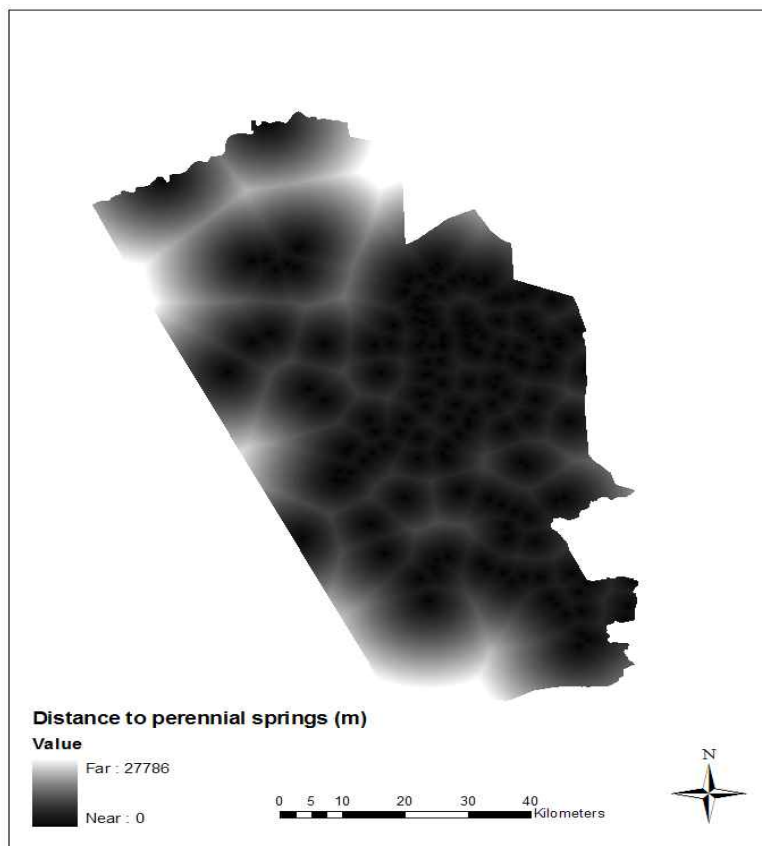 Distance to perennial springs (m)
Value
Far : 27786
Near : 0
0 5 10 20 30 40
Kilometers
N